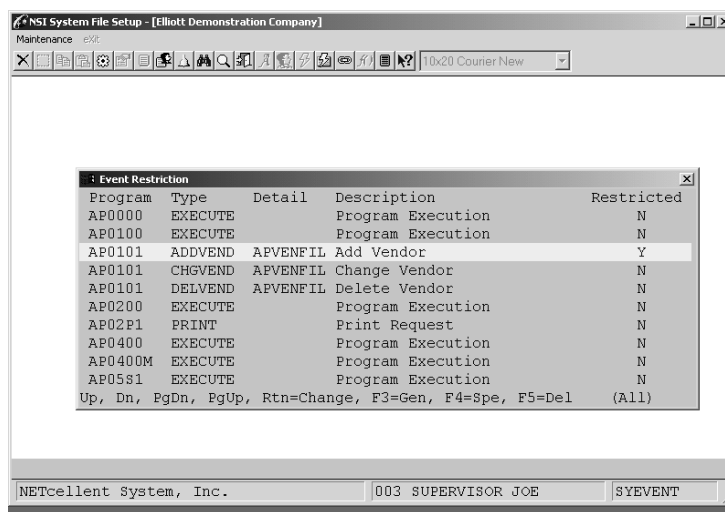 NSI System File Setup - [Elliott Demonstration Company]
Maintenance eXit
10x20 Courier New
Event Restriction
Program Type Detail Description Restricted
AP0000 EXECUTE Program Execution N
AP0100 EXECUTE Program Execution N
AP0101 ADDVEND APVENFIL Add Vendor Y
AP0101 CHGVEND APVENFIL Change Vendor N
AP0101 DELVEND APVENFIL Delete Vendor N
AP0200 EXECUTE Program Execution N
AP02P1 PRINT Print Request N
AP0400 EXECUTE Program Execution N
AP0400M EXECUTE Program Execution N
AP05S1 EXECUTE Program Execution N
Up, Dn, PgDn, PgUp, Rtn=Change, F3=Gen, F4=Spe, F5=Del (All)
NETcellent System, Inc. 003 SUPERVISOR JOE SYEVENT